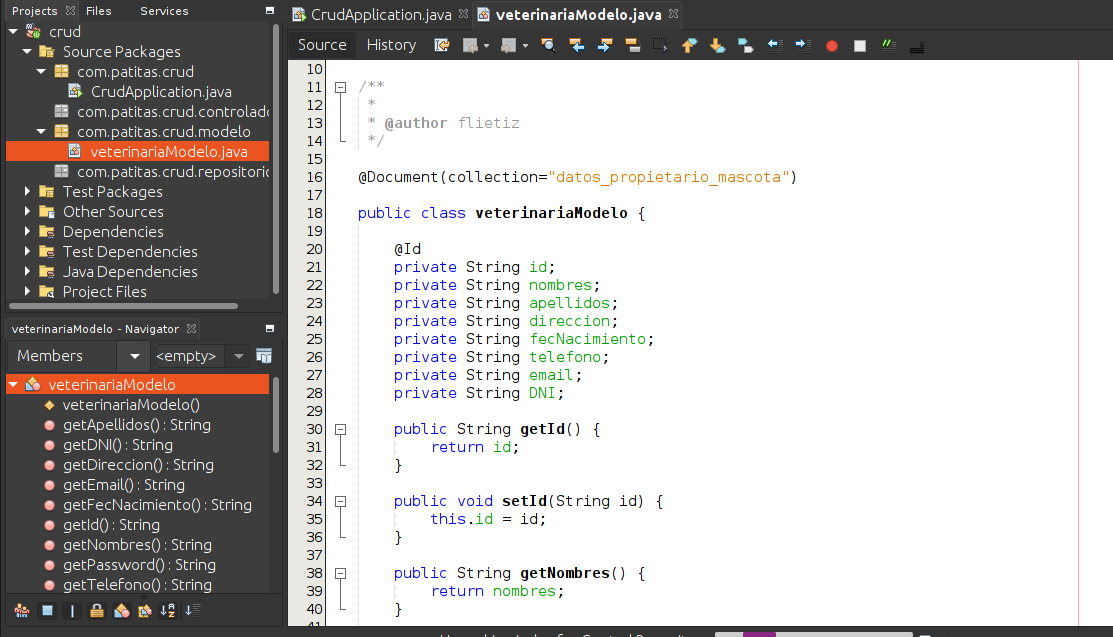 Projects Files Services
crud
Source Packages
com.patitas.crud
CrudApplication.java
com.patitas.crud.controlad
com.patitas.crud.modelo
veterinariaModelo.java
com.patitas.crud.repositori
Test Packages
Other Sources
Dependencies
Test Dependencies
Java Dependencies
Project Files
veterinariaModelo - Navigator
Members <empty>
veterinariaModelo
veterinariaModelo()
getApellidos() : String
getDNI() : String
getDireccion() : String
getEmail() : String
getFecNacimiento() : String
getId() : String
getNombres() : String
getPassword() : String
getTelefono() : String
CrudApplication.java veterinariaModelo.java
Source History
10
11 /**
12 *
13 * @author flietiz
14 */
15
16 @Document(collection="datos_propietario_mascota")
17
18 public class veterinariaModelo {
19
20 @Id
21 private String id;
22 private String nombres;
23 private String apellidos;
24 private String direccion;
25 private String fecNacimiento;
26 private String telefono;
27 private String email;
28 private String DNI;
29
30 public String getId() {
31 return id;
32 }
33
34 public void setId(String id) {
35 this.id = id;
36 }
37
38 public String getNombres() {
39 return nombres;
40 }